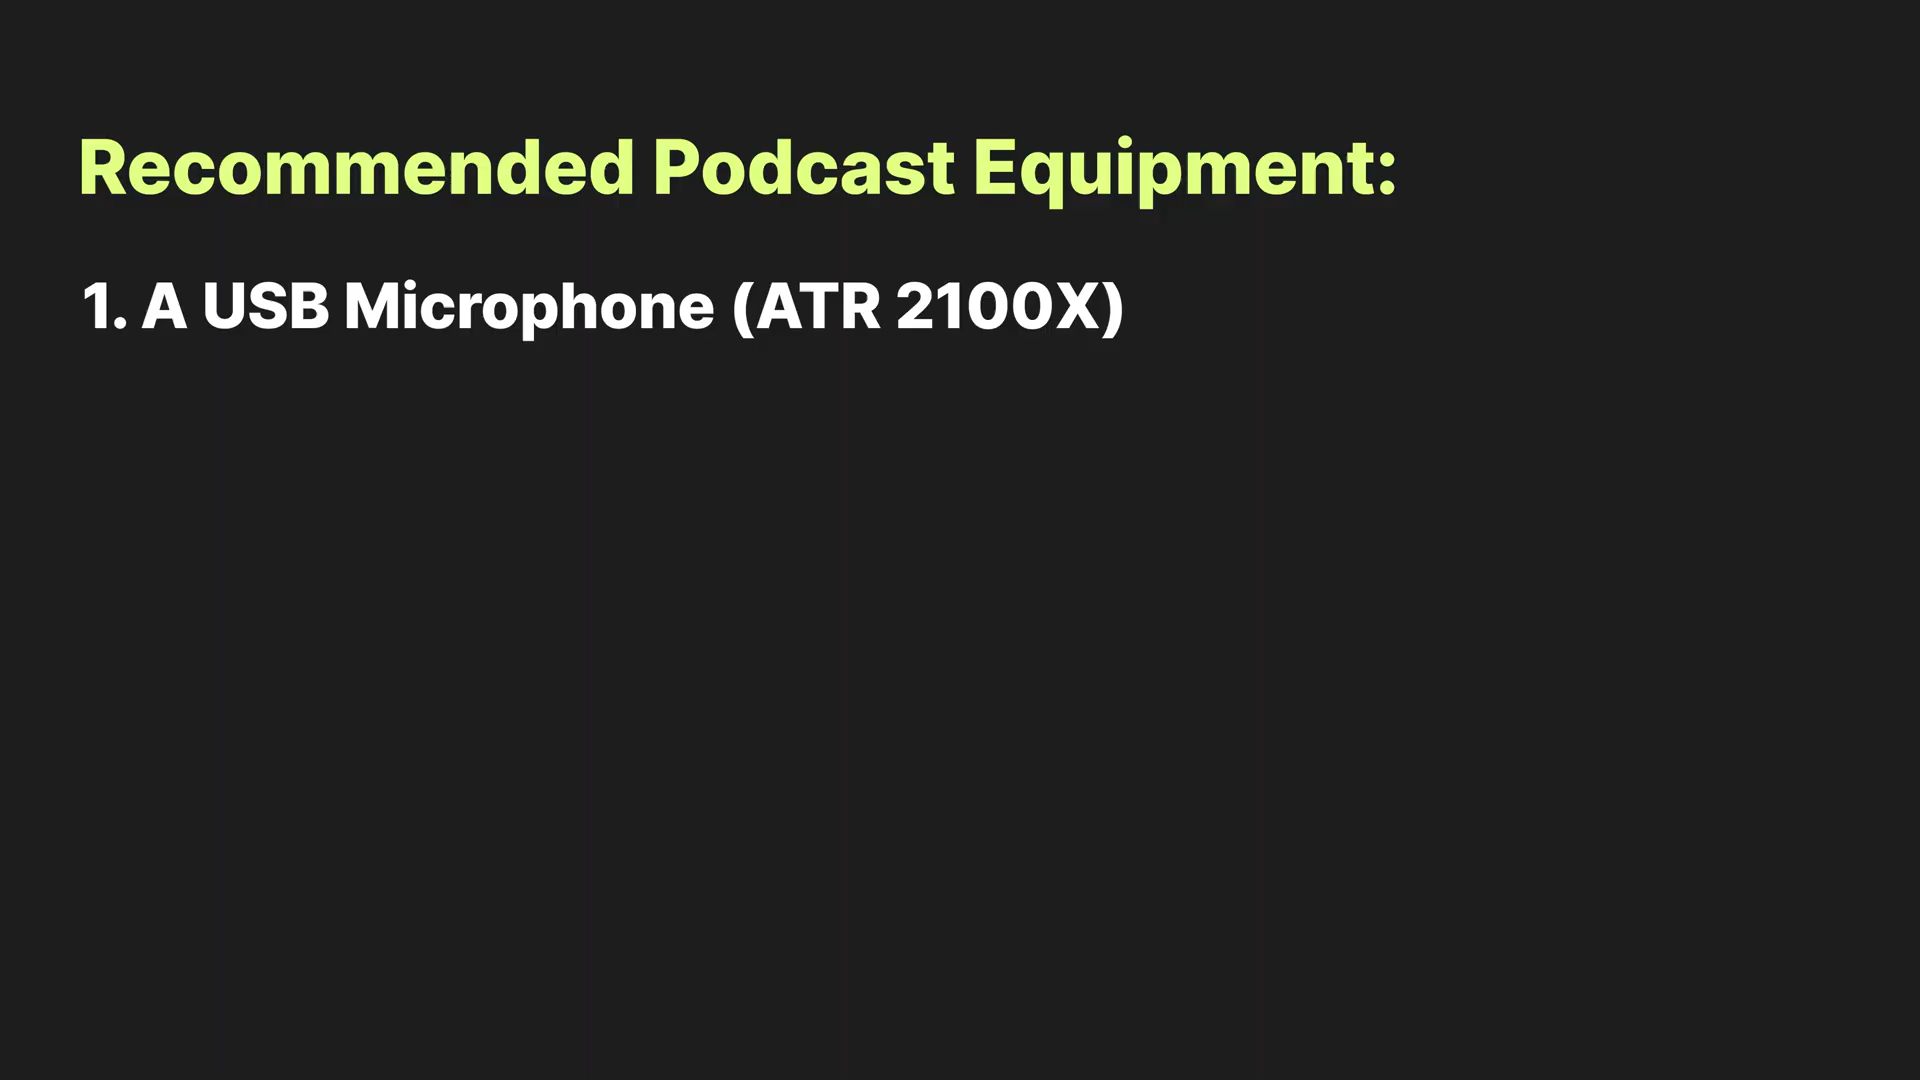 Recommended Podcast Equipment:
1. A USB Microphone (ATR 2100X)